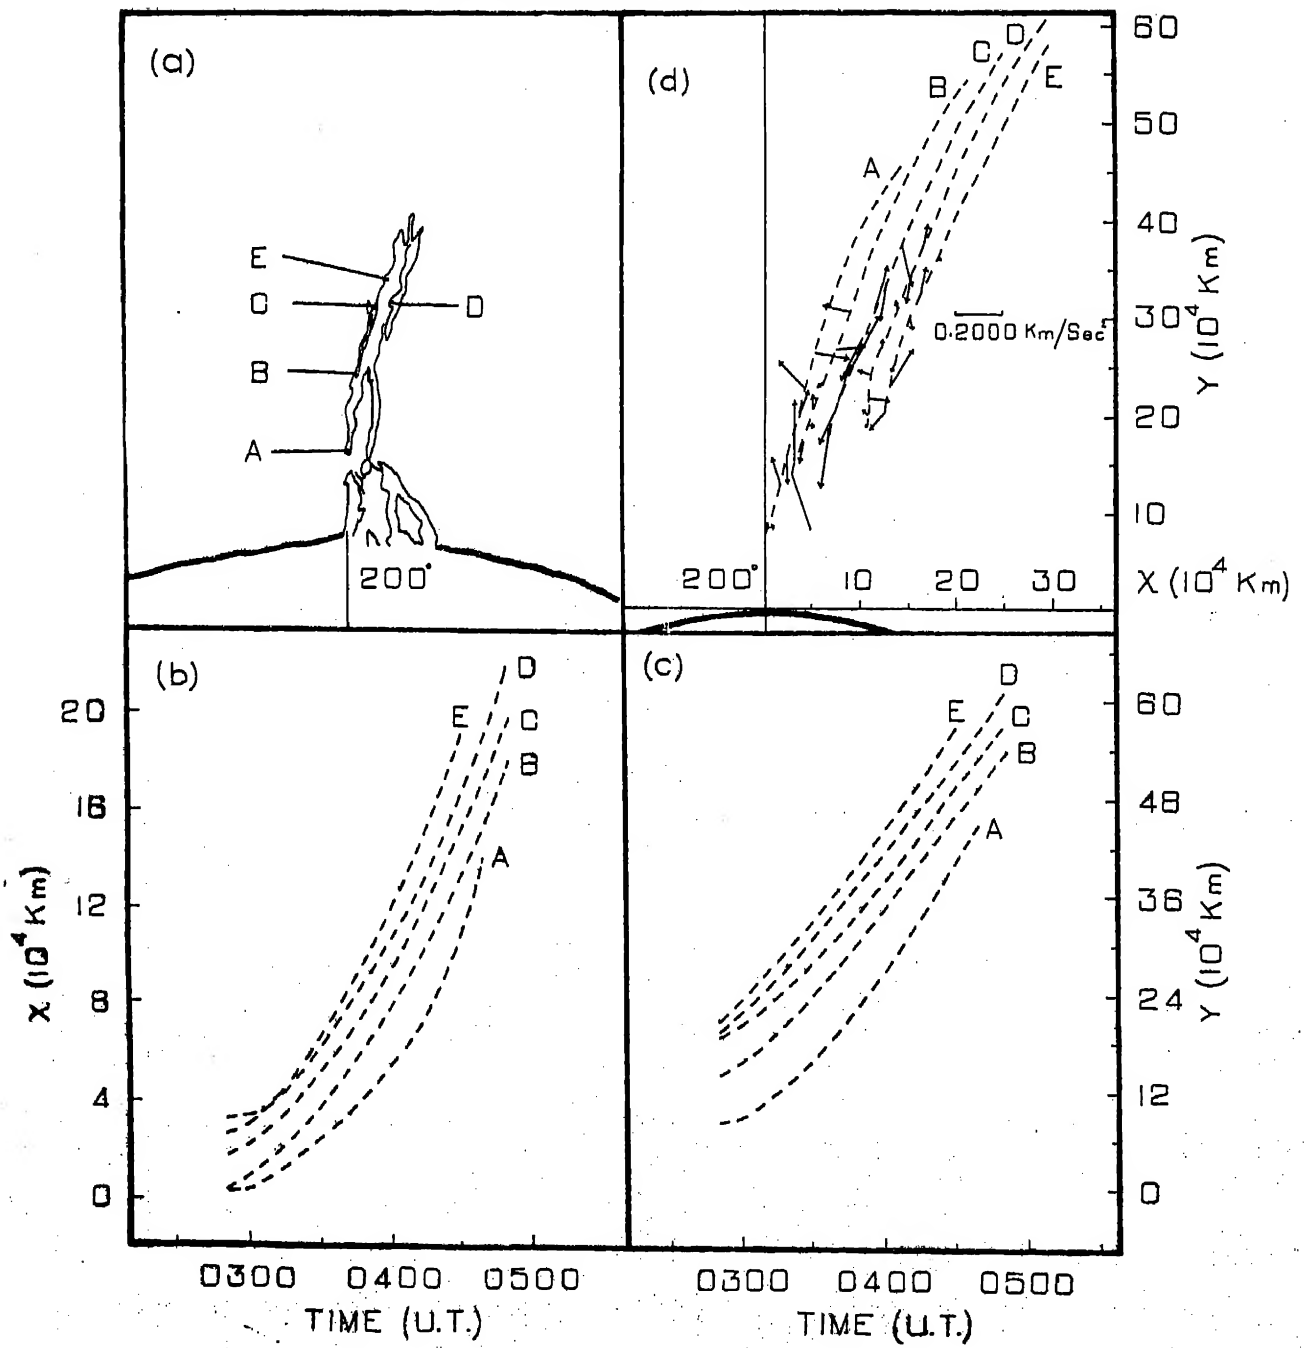 (a)
E
C
D
B
A
200°
(d)
A
B
C
D
E
60
50
40
30
20
10
Y (10⁴ Km)
0.2000 Km/Sec²
200°
10
20
30
X (10⁴ Km)
(b)
E
D
C
B
A
20
16
12
8
4
0
X (10⁴ Km)
0300
0400
0500
TIME (U.T.)
(c)
E
D
C
B
A
60
48
36
24
12
0
Y (10⁴ Km)
0300
0400
0500
TIME (U.T.)